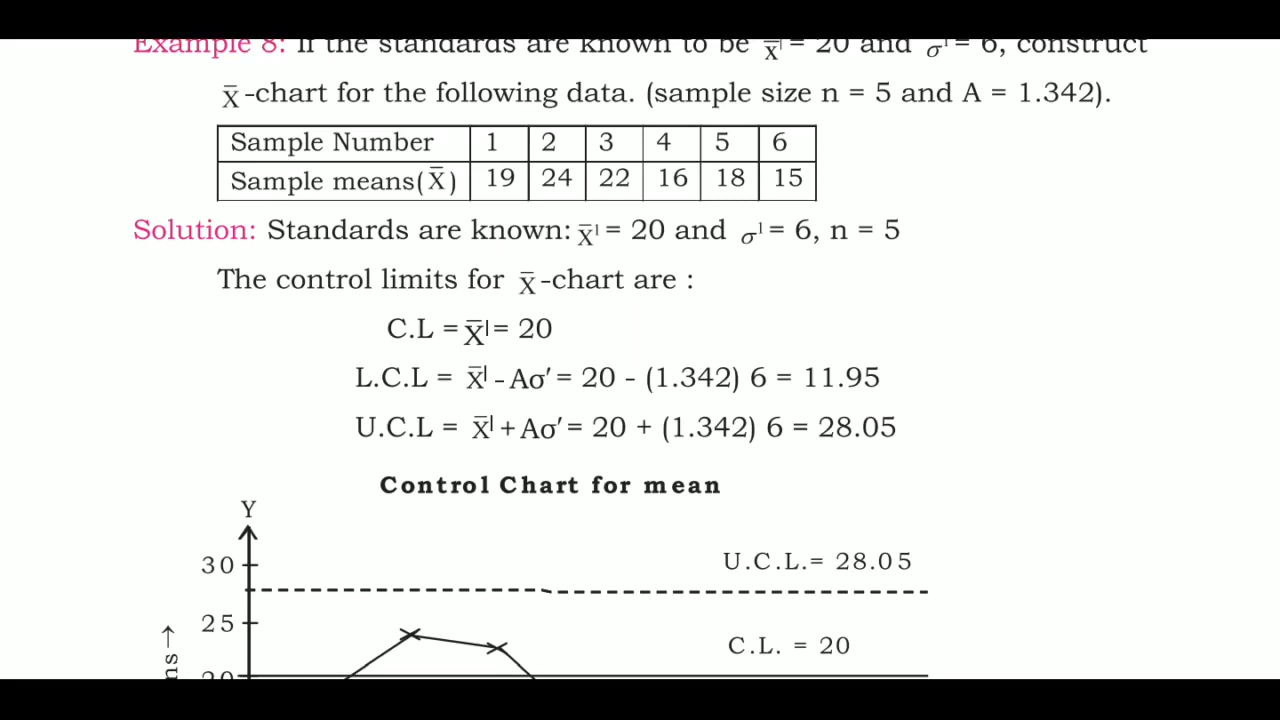 Example 8: If the standards are known to be X̄ˡ = 20 and σˡ = 6, construct
X̄ -chart for the following data. (sample size n = 5 and A = 1.342).
Sample Number 1 2 3 4 5 6
Sample means(X̄) 19 24 22 16 18 15
Solution: Standards are known: X̄ˡ = 20 and σˡ = 6, n = 5
The control limits for X̄ -chart are :
C.L = X̄ˡ = 20
L.C.L = X̄ˡ - Aσ′ = 20 - (1.342) 6 = 11.95
U.C.L = X̄ˡ + Aσ′ = 20 + (1.342) 6 = 28.05
Control Chart for mean
Y
30
U.C.L.= 28.05
25
C.L. = 20
20
ns →